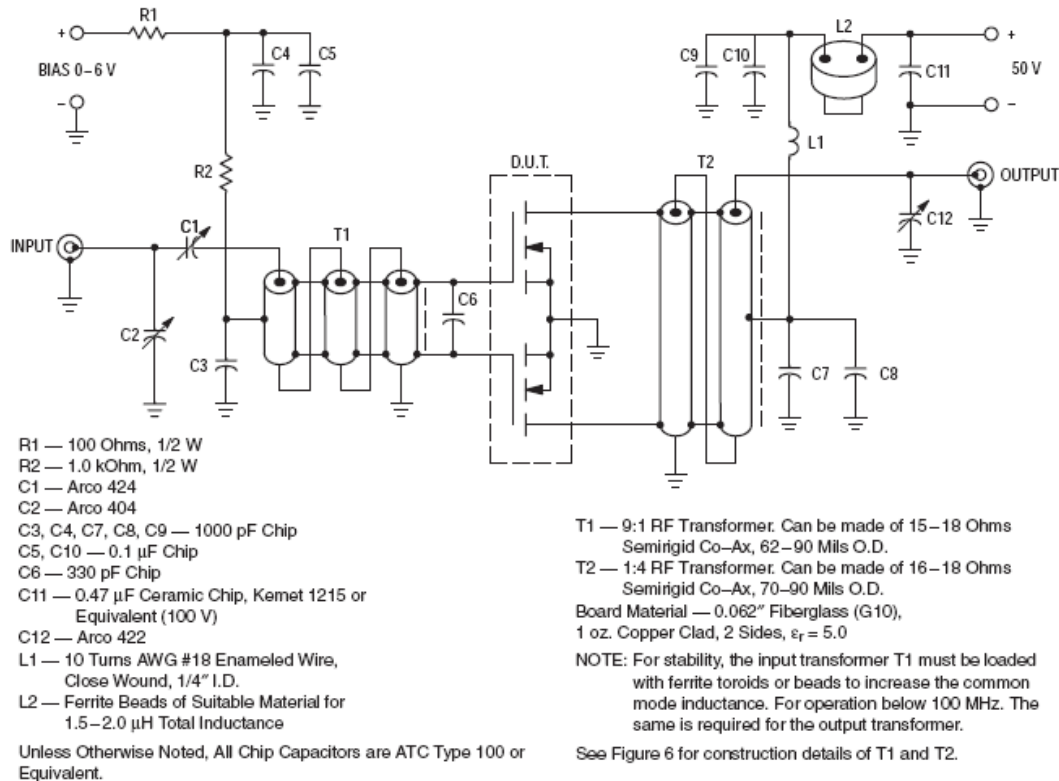 R1
+
BIAS 0–6 V
–
C4
C5
R2
C1
INPUT
C2
C3
T1
C6
D.U.T.
C9
C10
L2
C11
+
50 V
–
L1
T2
OUTPUT
C12
C7
C8
R1 — 100 Ohms, 1/2 W
R2 — 1.0 kOhm, 1/2 W
C1 — Arco 424
C2 — Arco 404
C3, C4, C7, C8, C9 — 1000 pF Chip
C5, C10 — 0.1 µF Chip
C6 — 330 pF Chip
C11 — 0.47 µF Ceramic Chip, Kemet 1215 or
Equivalent (100 V)
C12 — Arco 422
L1 — 10 Turns AWG #18 Enameled Wire,
Close Wound, 1/4″ I.D.
L2 — Ferrite Beads of Suitable Material for
1.5–2.0 µH Total Inductance
Unless Otherwise Noted, All Chip Capacitors are ATC Type 100 or
Equivalent.
T1 — 9:1 RF Transformer. Can be made of 15–18 Ohms
Semirigid Co–Ax, 62–90 Mils O.D.
T2 — 1:4 RF Transformer. Can be made of 16–18 Ohms
Semirigid Co–Ax, 70–90 Mils O.D.
Board Material — 0.062″ Fiberglass (G10),
1 oz. Copper Clad, 2 Sides, εr = 5.0
NOTE: For stability, the input transformer T1 must be loaded
with ferrite toroids or beads to increase the common
mode inductance. For operation below 100 MHz. The
same is required for the output transformer.
See Figure 6 for construction details of T1 and T2.